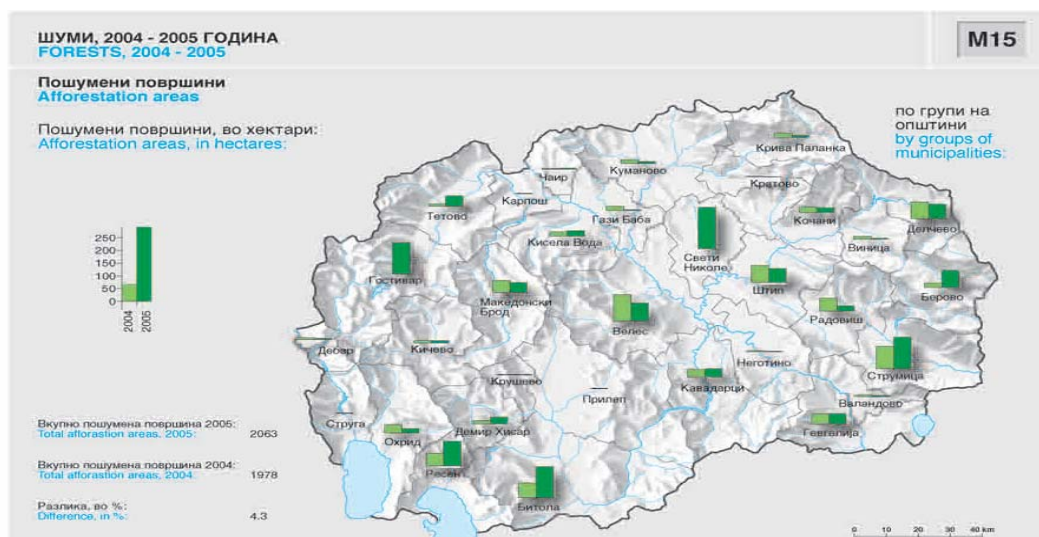 ШУМИ, 2004 - 2005 ГОДИНА
FORESTS, 2004 - 2005
M15
Пошумени површини
Afforestation areas
Пошумени површини, во хектари:
Afforestation areas, in hectares:
по групи на
општини
by groups of
municipalities:
250
200
150
100
50
0
2004
2005
Крива Паланка
Куманово
Чаир
Кратово
Карпош
Тетово
Гази Баба
Кочани
Делчево
Кисела Вода
Виница
Свети
Николе
Гостивар
Штип
Берово
Македонски
Брод
Радовиш
Велес
Дебар
Кичево
Неготино
Струмица
Крушево
Кавадарци
Прилеп
Валандово
Струга
Демир Хисар
Гевгелија
Охрид
Ресен
Битола
Вкупно пошумена површина 2005:
Total afforastion areas, 2005:
2063
Вкупно пошумена површина 2004:
Total afforastion areas, 2004:
1978
Разлика, во %:
Difference, in %:
4.3
0 10 20 30 40 km